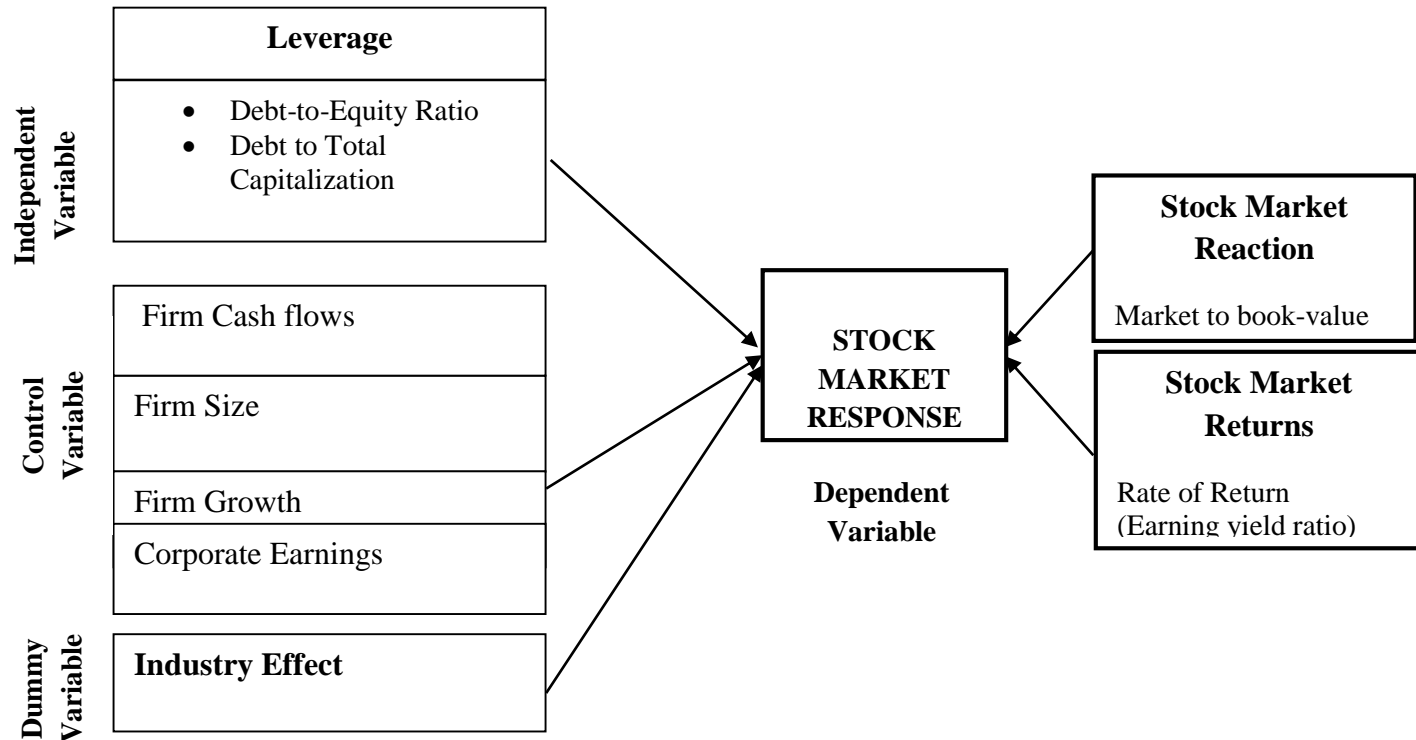 Independent
Variable
Leverage
• Debt-to-Equity Ratio
• Debt to Total
Capitalization
Control
Variable
Firm Cash flows
Firm Size
Firm Growth
Corporate Earnings
Dummy
Variable
Industry Effect
STOCK
MARKET
RESPONSE
Dependent
Variable
Stock Market
Reaction
Market to book-value
Stock Market
Returns
Rate of Return
(Earning yield ratio)